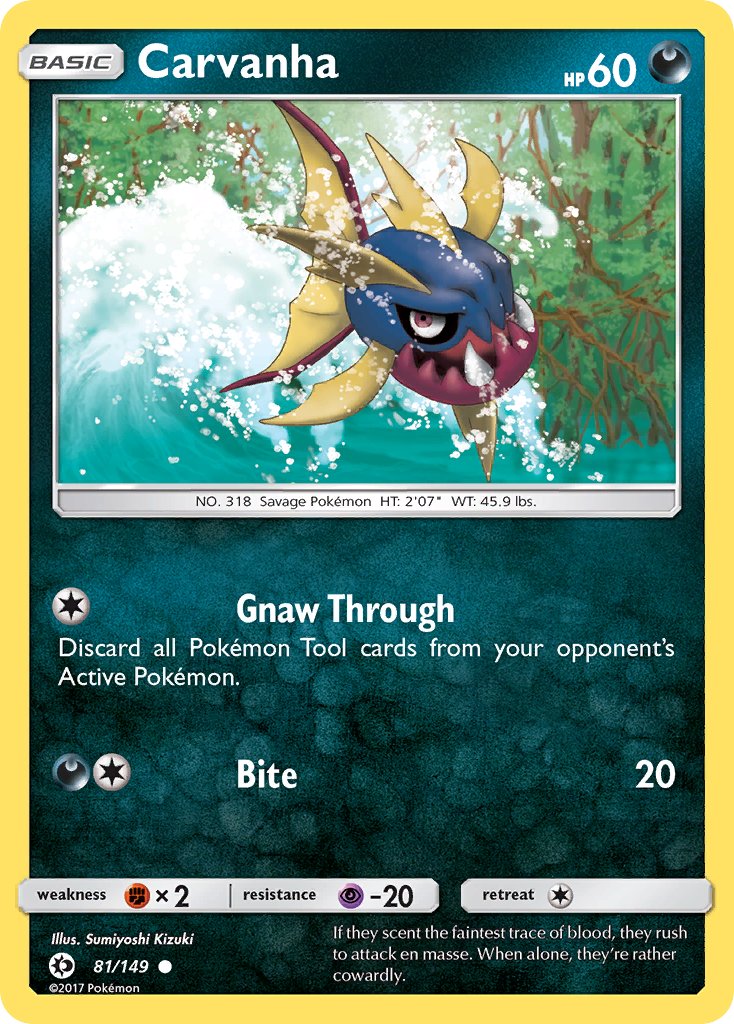 BASIC Carvanha HP60
NO. 318 Savage Pokémon HT: 2'07" WT: 45.9 lbs.
Gnaw Through
Discard all Pokémon Tool cards from your opponent's
Active Pokémon.
Bite 20
weakness ×2 resistance -20 retreat
Illus. Sumiyoshi Kizuki
81/149
©2017 Pokémon
If they scent the faintest trace of blood, they rush
to attack en masse. When alone, they're rather
cowardly.